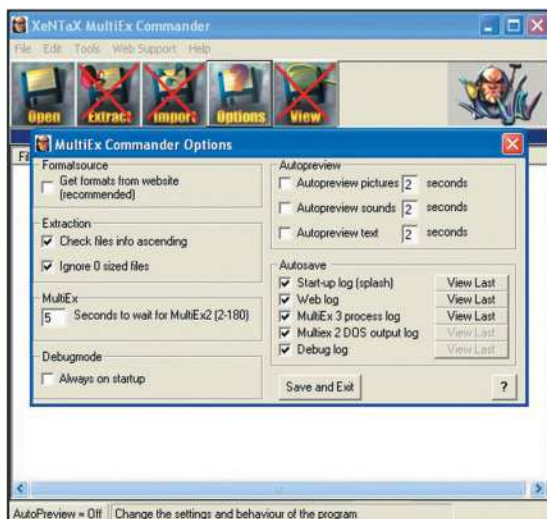 XeNTaX MultiEx Commander
File Edit Tools Web Support Help
Open Extract Import Options View
MultiEx Commander Options
Formatsource
Get formats from website
(recommended)
Extraction
Check files info ascending
Ignore 0 sized files
MultiEx
5 Seconds to wait for MultiEx2 (2-180)
Debugmode
Always on startup
Autopreview
Autopreview pictures 2 seconds
Autopreview sounds 2 seconds
Autopreview text 2 seconds
Autosave
Start-up log (splash) View Last
Web log View Last
MultiEx 3 process log View Last
Multiex 2 DOS output log View Last
Debug log View Last
Save and Exit ?
AutoPreview = Off Change the settings and behaviour of the program